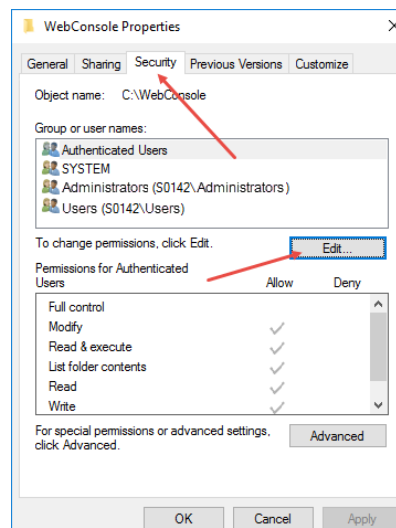 WebConsole Properties
General Sharing Security Previous Versions Customize
Object name: C:\WebConsole
Group or user names:
Authenticated Users
SYSTEM
Administrators (S0142\Administrators)
Users (S0142\Users)
To change permissions, click Edit.
Edit...
Permissions for Authenticated
Users Allow Deny
Full control
Modify
Read & execute
List folder contents
Read
Write
For special permissions or advanced settings,
click Advanced.
Advanced
OK Cancel Apply